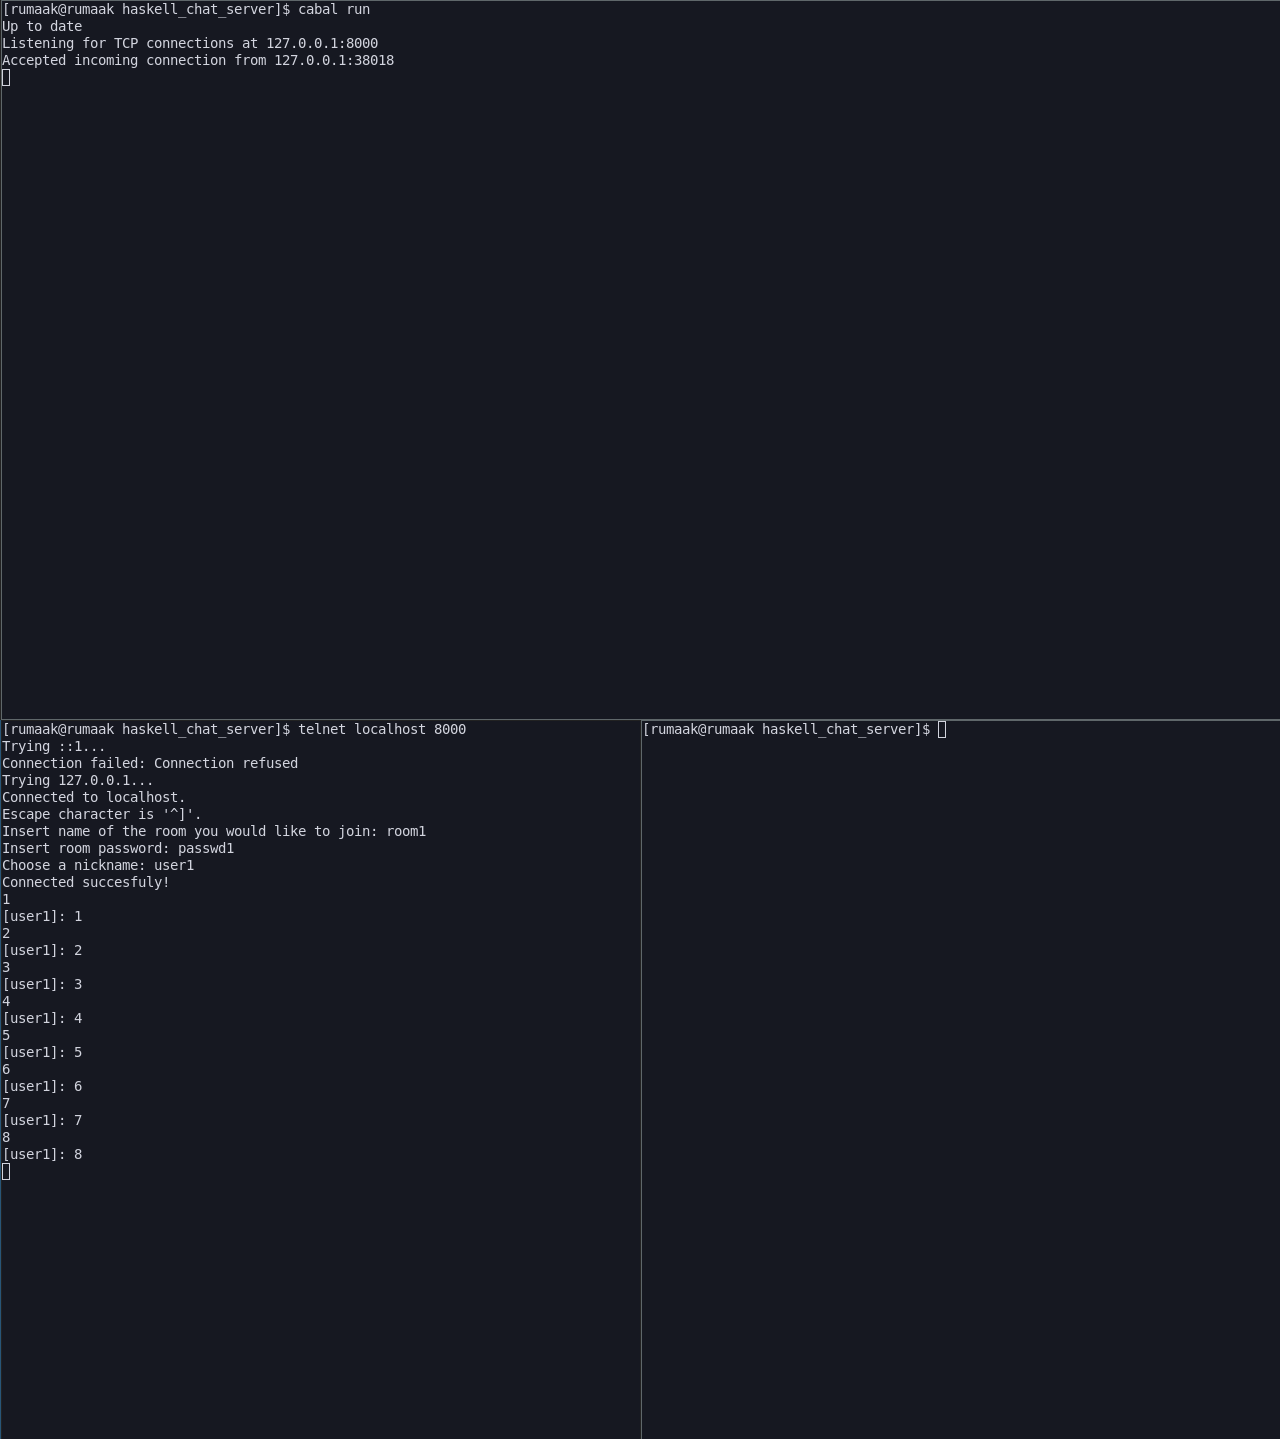 [rumaak@rumaak haskell_chat_server]$ cabal run
Up to date
Listening for TCP connections at 127.0.0.1:8000
Accepted incoming connection from 127.0.0.1:38018
[rumaak@rumaak haskell_chat_server]$ telnet localhost 8000
Trying ::1...
Connection failed: Connection refused
Trying 127.0.0.1...
Connected to localhost.
Escape character is '^]'.
Insert name of the room you would like to join: room1
Insert room password: passwd1
Choose a nickname: user1
Connected succesfuly!
1
[user1]: 1
2
[user1]: 2
3
[user1]: 3
4
[user1]: 4
5
[user1]: 5
6
[user1]: 6
7
[user1]: 7
8
[user1]: 8
[rumaak@rumaak haskell_chat_server]$